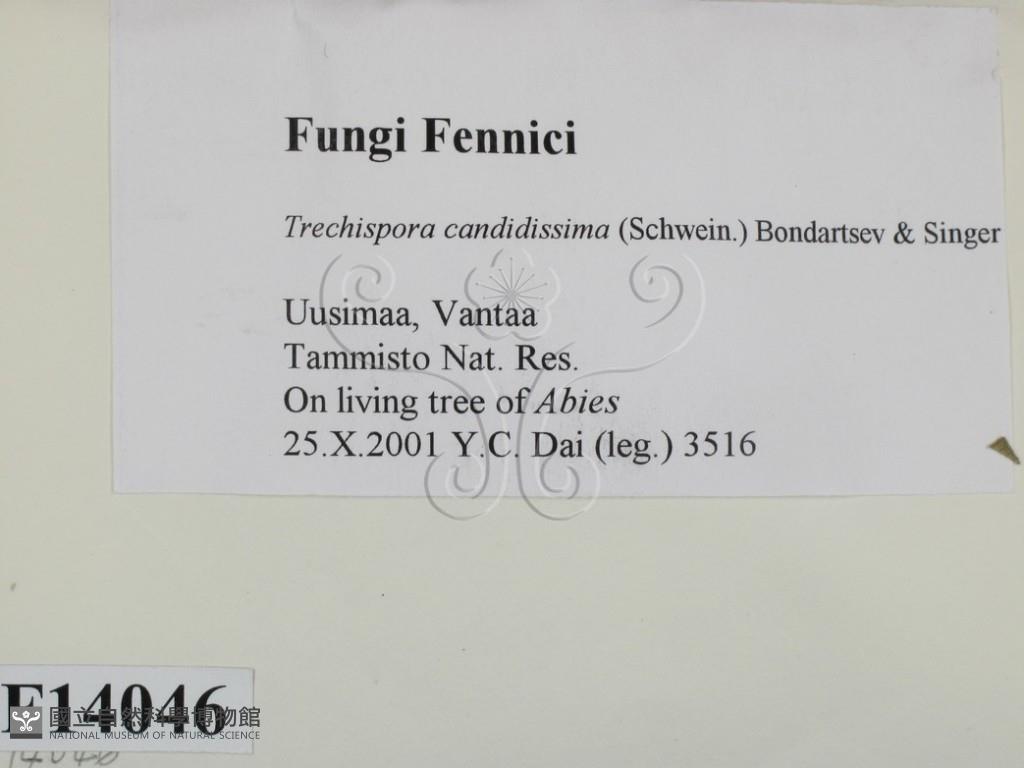 Fungi Fennici
Trechispora candidissima (Schwein.) Bondartsev & Singer
Uusimaa, Vantaa
Tammisto Nat. Res.
On living tree of Abies
25.X.2001 Y.C. Dai (leg.) 3516
F14046
國立自然科學博物館
NATIONAL MUSEUM OF NATURAL SCIENCE
14046